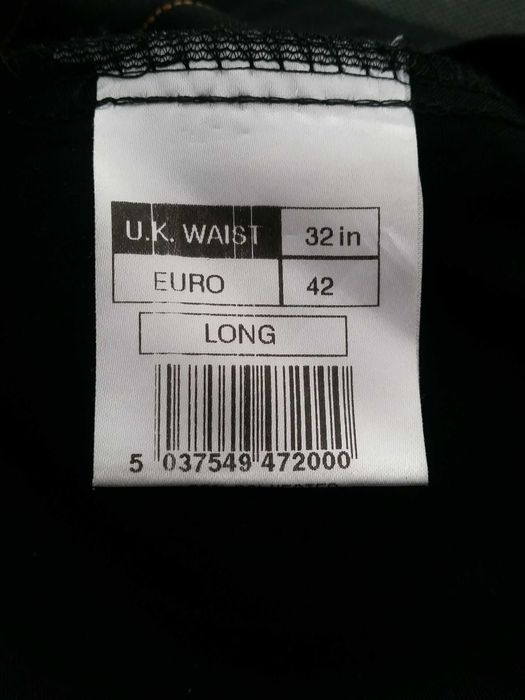 U.K. WAIST 32 in
EURO 42
LONG
5 037549 472000